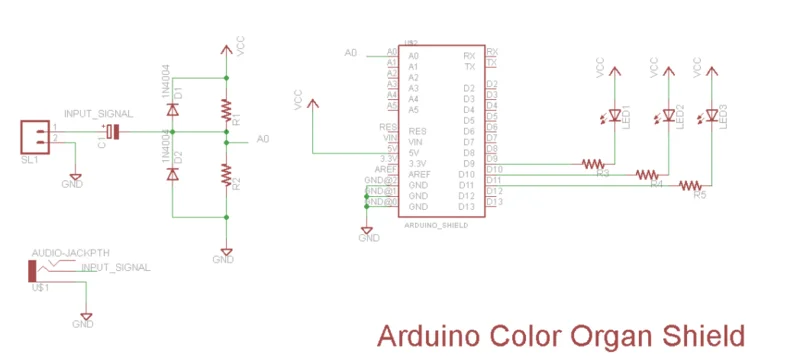 VCC
1N4004
D1
R1
INPUT_SIGNAL
1
2
SL1
C1
GND
1N4004
D2
A0
R2
GND
AUDIO-JACKPTH
INPUT_SIGNAL
U$1
GND
U$2
A0
VCC
A0 A0 RX RX
A1 A1 TX TX
A2 A2
A3 A3 D2 D2
A4 A4 D3 D3
A5 A5 D4 D4
D5 D5
D6 D6
RES RES D7
VIN VIN D7
5V 5V D8 D8
3.3V 3.3V D9 D9
AREF AREF D10 D10
GND@2 GND D11 D11
GND@1 GND D12 D12
GND@0 GND D13 D13
GND
ARDUINO_SHIELD
VCC VCC VCC
LED1 LED2 LED3
R3
R4
R5
Arduino Color Organ Shield